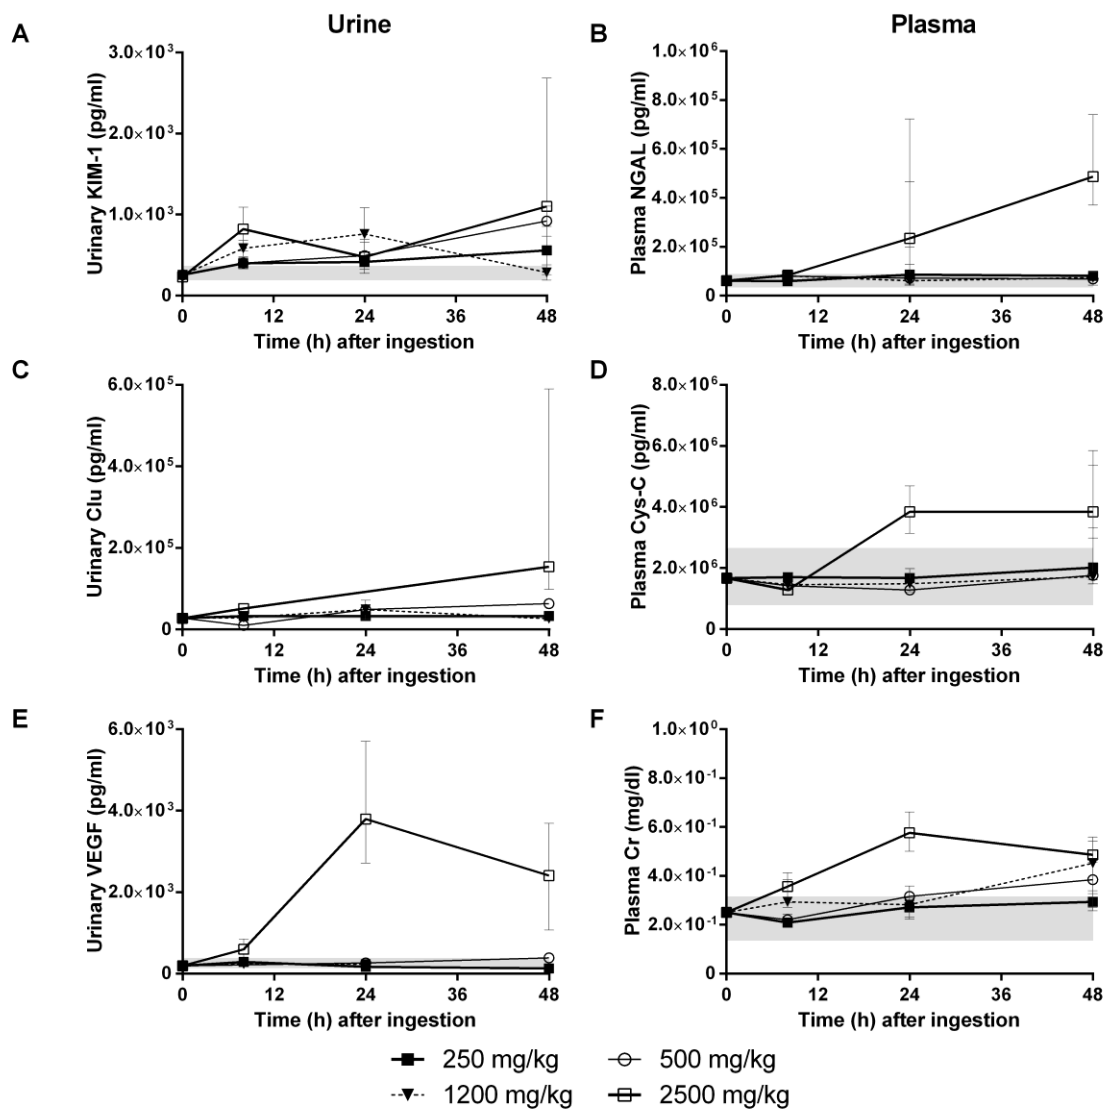 Urine
Plasma
A
Urinary KIM-1 (pg/ml)
3.0×10³
2.0×10³
1.0×10³
0
0 12 24 36 48
Time (h) after ingestion
B
Plasma NGAL (pg/ml)
1.0×10⁶
8.0×10⁵
6.0×10⁵
4.0×10⁵
2.0×10⁵
0
0 12 24 36 48
Time (h) after ingestion
C
Urinary Clu (pg/ml)
6.0×10⁵
4.0×10⁵
2.0×10⁵
0
0 12 24 36 48
Time (h) after ingestion
D
Plasma Cys-C (pg/ml)
8.0×10⁶
6.0×10⁶
4.0×10⁶
2.0×10⁶
0
0 12 24 36 48
Time (h) after ingestion
E
Urinary VEGF (pg/ml)
6.0×10³
4.0×10³
2.0×10³
0
0 12 24 36 48
Time (h) after ingestion
F
Plasma Cr (mg/dl)
1.0×10⁰
8.0×10⁻¹
6.0×10⁻¹
4.0×10⁻¹
2.0×10⁻¹
0
0 12 24 36 48
Time (h) after ingestion
250 mg/kg
500 mg/kg
1200 mg/kg
2500 mg/kg